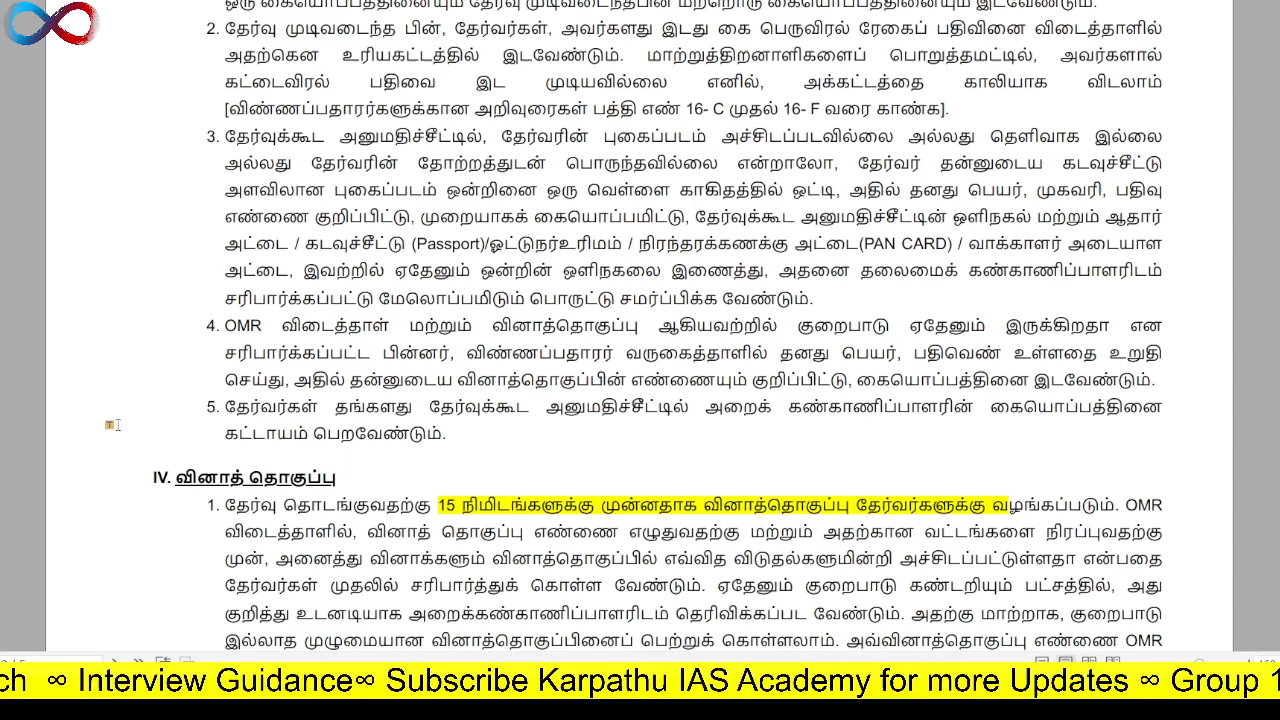 ஒரு கையொப்பத்தினையும் தேர்வு முடிவடைந்தபின் மற்றொரு கையொப்பத்தினையும் இடவேண்டும்.
2. தேர்வு முடிவடைந்த பின், தேர்வர்கள், அவர்களது இடது கை பெருவிரல் ரேகைப் பதிவினை விடைத்தாளில்
அதற்கென உரியகட்டத்தில் இடவேண்டும். மாற்றுத்திறனாளிகளைப் பொறுத்தமட்டில், அவர்களால்
கட்டைவிரல் பதிவை இட முடியவில்லை எனில், அக்கட்டத்தை காலியாக விடலாம்
[விண்ணப்பதாரர்களுக்கான அறிவுரைகள் பத்தி எண் 16- C முதல் 16- F வரை காண்க].
3. தேர்வுக்கூட அனுமதிச்சீட்டில், தேர்வரின் புகைப்படம் அச்சிடப்படவில்லை அல்லது தெளிவாக இல்லை
அல்லது தேர்வரின் தோற்றத்துடன் பொருந்தவில்லை என்றாலோ, தேர்வர் தன்னுடைய கடவுச்சீட்டு
அளவிலான புகைப்படம் ஒன்றினை ஒரு வெள்ளை காகிதத்தில் ஒட்டி, அதில் தனது பெயர், முகவரி, பதிவு
எண்ணை குறிப்பிட்டு, முறையாகக் கையொப்பமிட்டு, தேர்வுக்கூட அனுமதிச்சீட்டின் ஒளிநகல் மற்றும் ஆதார்
அட்டை / கடவுச்சீட்டு (Passport)/ஓட்டுநர்உரிமம் / நிரந்தரக்கணக்கு அட்டை(PAN CARD) / வாக்காளர் அடையாள
அட்டை, இவற்றில் ஏதேனும் ஒன்றின் ஒளிநகலை இணைத்து, அதனை தலைமைக் கண்காணிப்பாளரிடம்
சரிபார்க்கப்பட்டு மேலொப்பமிடும் பொருட்டு சமர்ப்பிக்க வேண்டும்.
4. OMR விடைத்தாள் மற்றும் வினாத்தொகுப்பு ஆகியவற்றில் குறைபாடு ஏதேனும் இருக்கிறதா என
சரிபார்க்கப்பட்ட பின்னர், விண்ணப்பதாரர் வருகைத்தாளில் தனது பெயர், பதிவெண் உள்ளதை உறுதி
செய்து, அதில் தன்னுடைய வினாத்தொகுப்பின் எண்ணையும் குறிப்பிட்டு, கையொப்பத்தினை இடவேண்டும்.
5. தேர்வர்கள் தங்களது தேர்வுக்கூட அனுமதிச்சீட்டில் அறைக் கண்காணிப்பாளரின் கையொப்பத்தினை
கட்டாயம் பெறவேண்டும்.
IV. வினாத் தொகுப்பு
1. தேர்வு தொடங்குவதற்கு 15 நிமிடங்களுக்கு முன்னதாக வினாத்தொகுப்பு தேர்வர்களுக்கு வழங்கப்படும். OMR
விடைத்தாளில், வினாத் தொகுப்பு எண்ணை எழுதுவதற்கு மற்றும் அதற்கான வட்டங்களை நிரப்புவதற்கு
முன், அனைத்து வினாக்களும் வினாத்தொகுப்பில் எவ்வித விடுதல்களுமின்றி அச்சிடப்பட்டுள்ளதா என்பதை
தேர்வர்கள் முதலில் சரிபார்த்துக் கொள்ள வேண்டும். ஏதேனும் குறைபாடு கண்டறியும் பட்சத்தில், அது
குறித்து உடனடியாக அறைக்கண்காணிப்பாளரிடம் தெரிவிக்கப்பட வேண்டும். அதற்கு மாற்றாக, குறைபாடு
இல்லாத முழுமையான வினாத்தொகுப்பினைப் பெற்றுக் கொள்ளலாம். அவ்வினாத்தொகுப்பு எண்ணை OMR
ch ∞ Interview Guidance∞ Subscribe Karpathu IAS Academy for more Updates ∞ Group 1